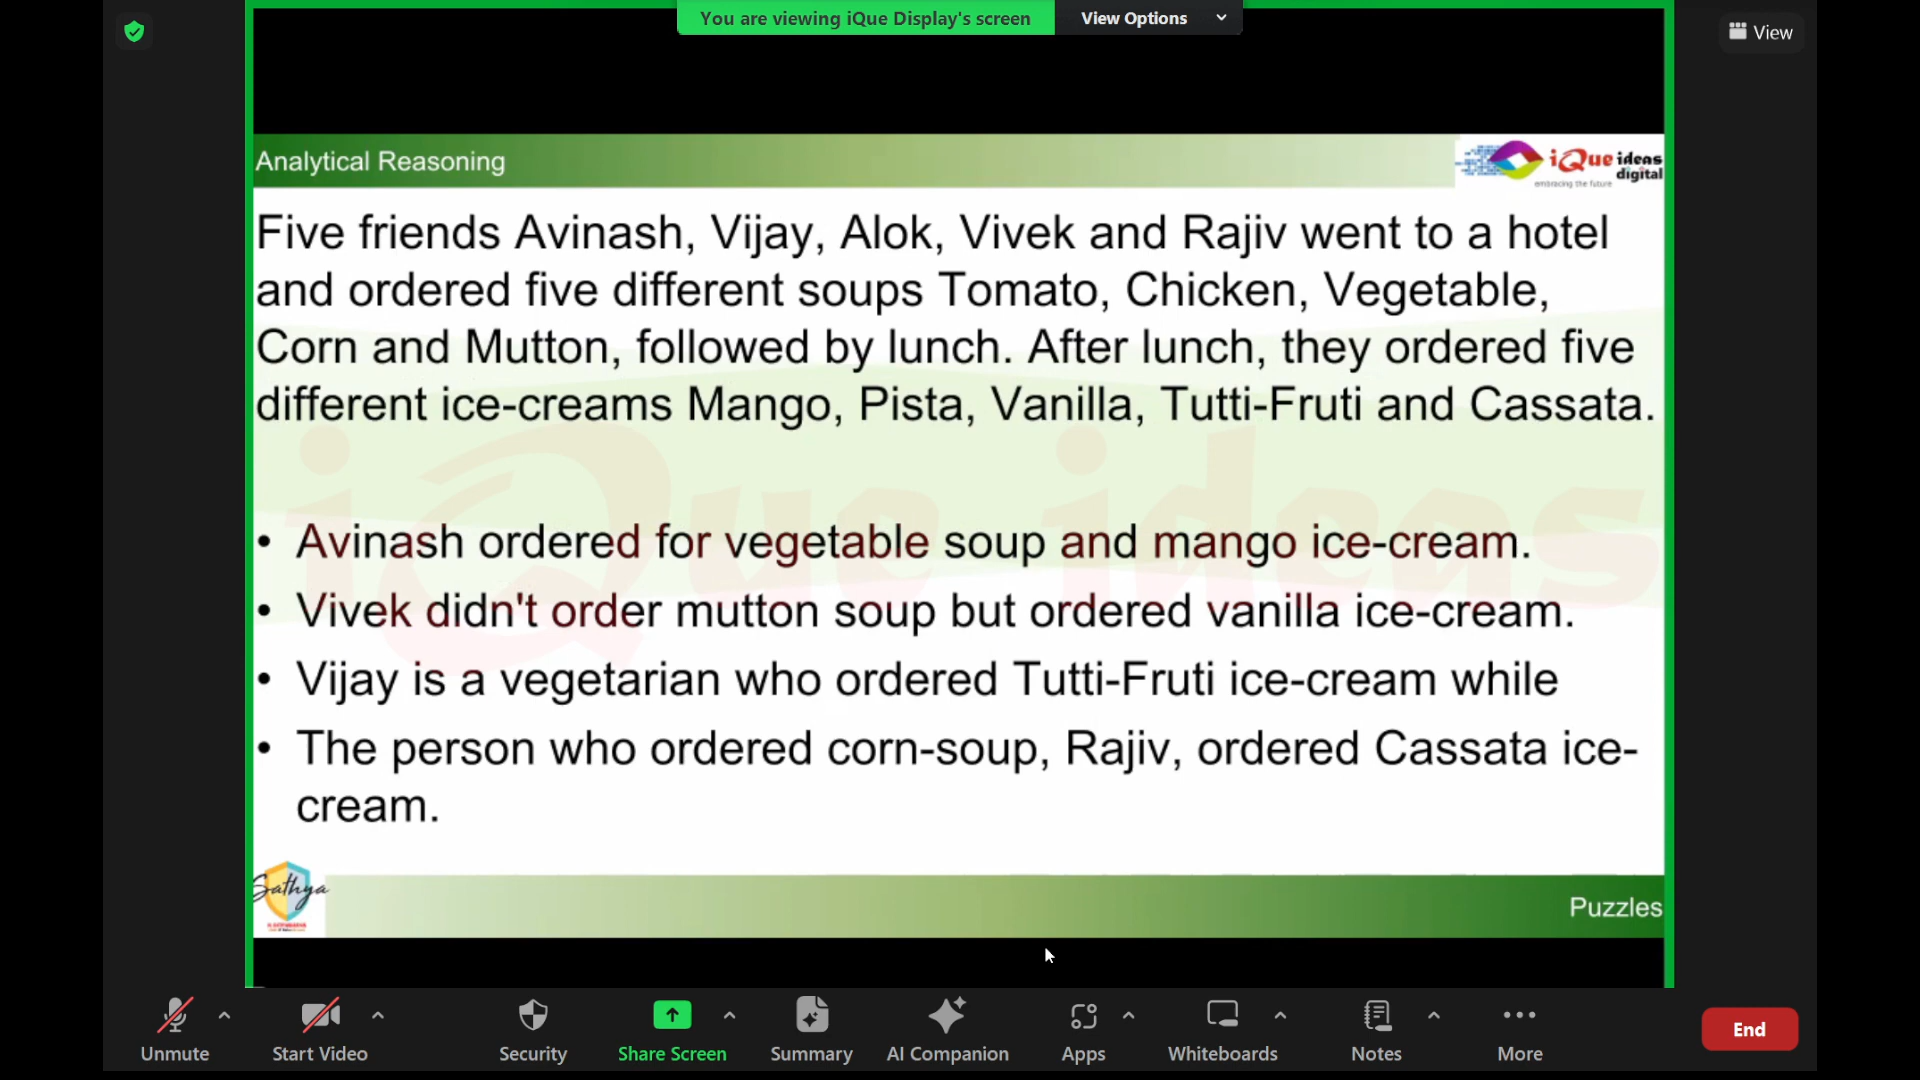 You are viewing iQue Display's screen
View Options
View
Analytical Reasoning
iQue ideas
digital
embracing the future
Five friends Avinash, Vijay, Alok, Vivek and Rajiv went to a hotel
and ordered five different soups Tomato, Chicken, Vegetable,
Corn and Mutton, followed by lunch. After lunch, they ordered five
different ice-creams Mango, Pista, Vanilla, Tutti-Fruti and Cassata.
iQue ideas
• Avinash ordered for vegetable soup and mango ice-cream.
• Vivek didn't order mutton soup but ordered vanilla ice-cream.
• Vijay is a vegetarian who ordered Tutti-Fruti ice-cream while
• The person who ordered corn-soup, Rajiv, ordered Cassata ice-
cream.
Sathya
Puzzles
Unmute
Start Video
Security
Share Screen
Summary
AI Companion
Apps
Whiteboards
Notes
More
End